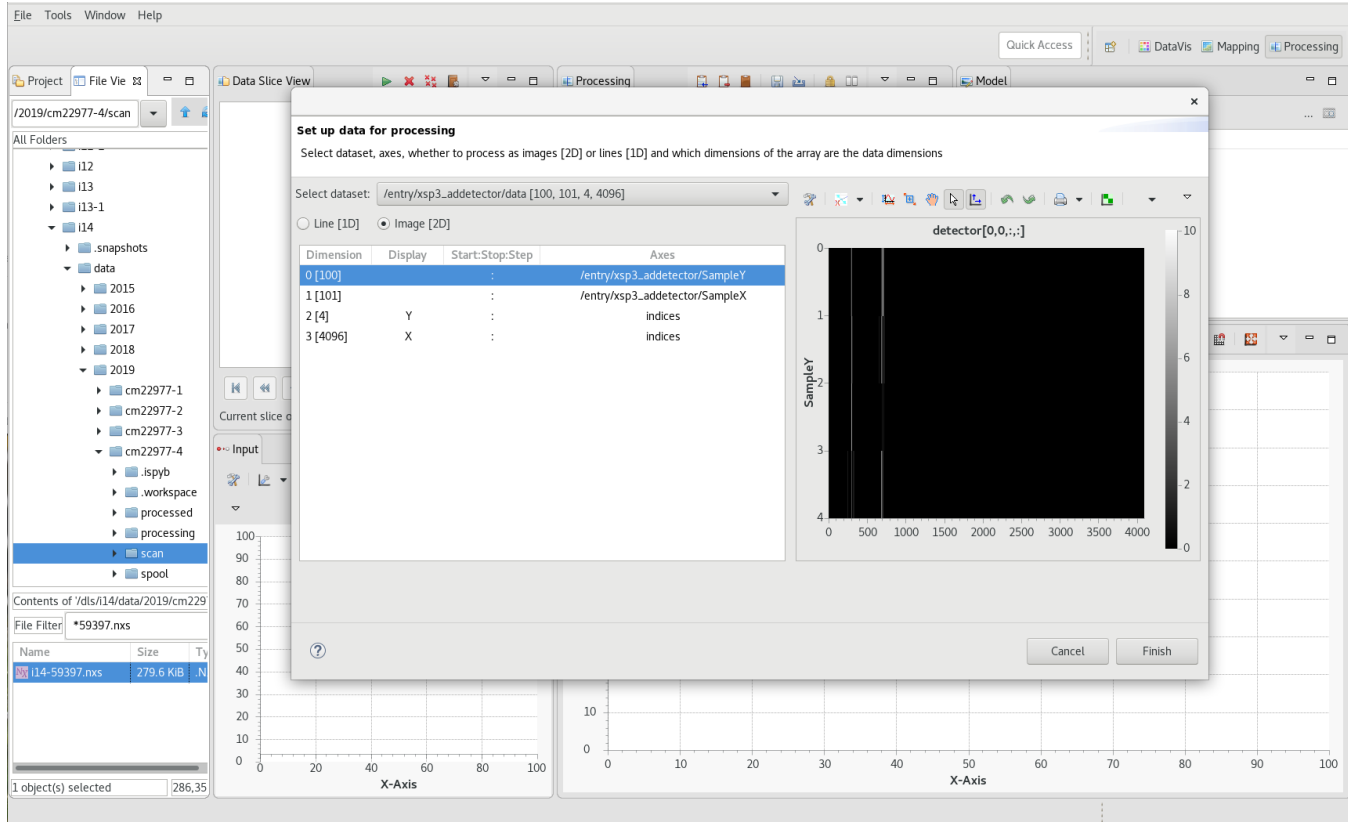 File Tools Window Help
Quick Access
DataVis Mapping Processing
Project File Vie
Data Slice View
Processing
Model
/2019/cm22977-4/scan
...
All Folders
i12
i13
i13-1
i14
.snapshots
data
2015
2016
2017
2018
2019
cm22977-1
cm22977-2
cm22977-3
cm22977-4
.ispyb
.workspace
processed
processing
scan
spool
Contents of '/dls/i14/data/2019/cm229
File Filter *59397.nxs
Name Size Ty
i14-59397.nxs 279.6 KiB .N
1 object(s) selected 286,35
Current slice o
Input
100
90
80
70
60
50
40
30
20
10
0
0 20 40 60 80 100
X-Axis
Set up data for processing
Select dataset, axes, whether to process as images [2D] or lines [1D] and which dimensions of the array are the data dimensions
Select dataset: /entry/xsp3_addetector/data [100, 101, 4, 4096]
Line [1D] Image [2D]
Dimension Display Start:Stop:Step Axes
0 [100] : /entry/xsp3_addetector/SampleY
1 [101] : /entry/xsp3_addetector/SampleX
2 [4] Y : indices
3 [4096] X : indices
detector[0,0,:,:]
0
1
2
3
4
SampleY
0 500 1000 1500 2000 2500 3000 3500 4000
10
8
6
4
2
0
? Cancel Finish
10
0
0 10 20 30 40 50 60 70 80 90 100
X-Axis